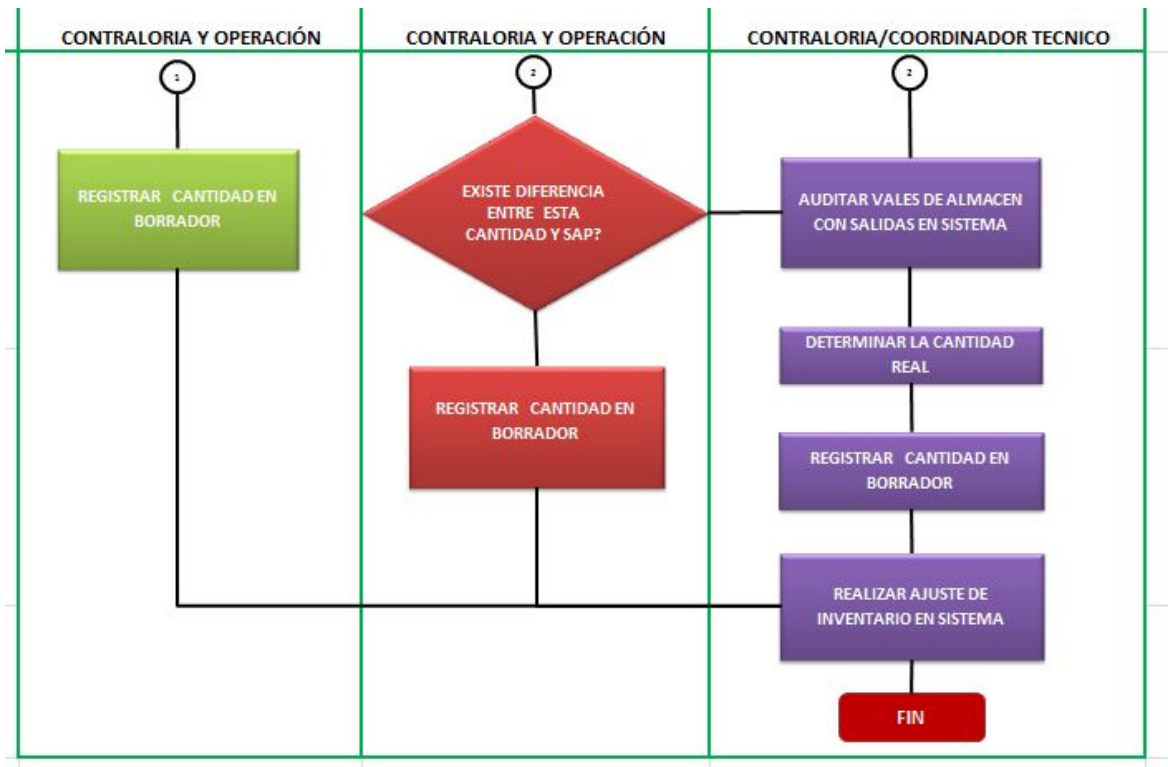 CONTRALORIA Y OPERACIÓN
CONTRALORIA Y OPERACIÓN
CONTRALORIA/COORDINADOR TECNICO
1
2
2
REGISTRAR CANTIDAD EN
BORRADOR
EXISTE DIFERENCIA
ENTRE ESTA
CANTIDAD Y SAP?
AUDITAR VALES DE ALMACEN
CON SALIDAS EN SISTEMA
DETERMINAR LA CANTIDAD
REAL
REGISTRAR CANTIDAD EN
BORRADOR
REGISTRAR CANTIDAD EN
BORRADOR
REALIZAR AJUSTE DE
INVENTARIO EN SISTEMA
FIN